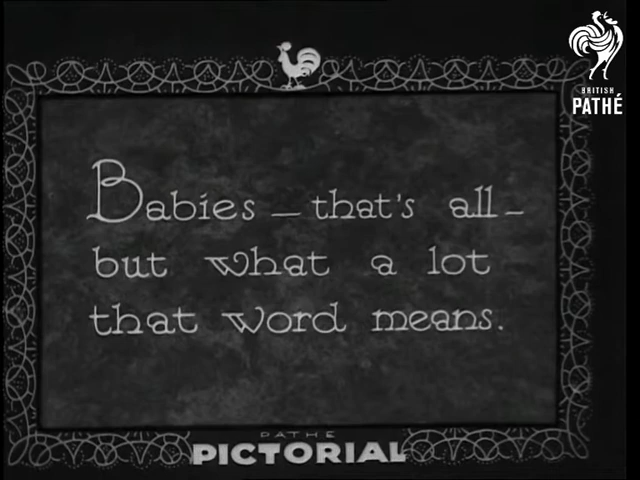 BRITISH
PATHÉ
Babies — that's all —
but what a lot
that word means.
PATHE
PICTORIAL